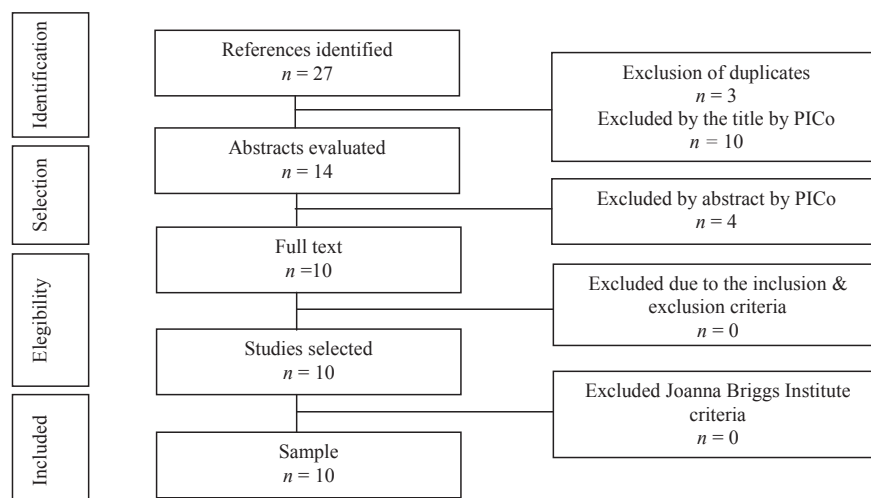 Identification
References identified
n = 27
Exclusion of duplicates
n = 3
Excluded by the title by PICo
n = 10
Selection
Abstracts evaluated
n = 14
Excluded by abstract by PICo
n = 4
Elegibility
Full text
n =10
Excluded due to the inclusion &
exclusion criteria
n = 0
Studies selected
n = 10
Included
Excluded Joanna Briggs Institute
criteria
n = 0
Sample
n = 10